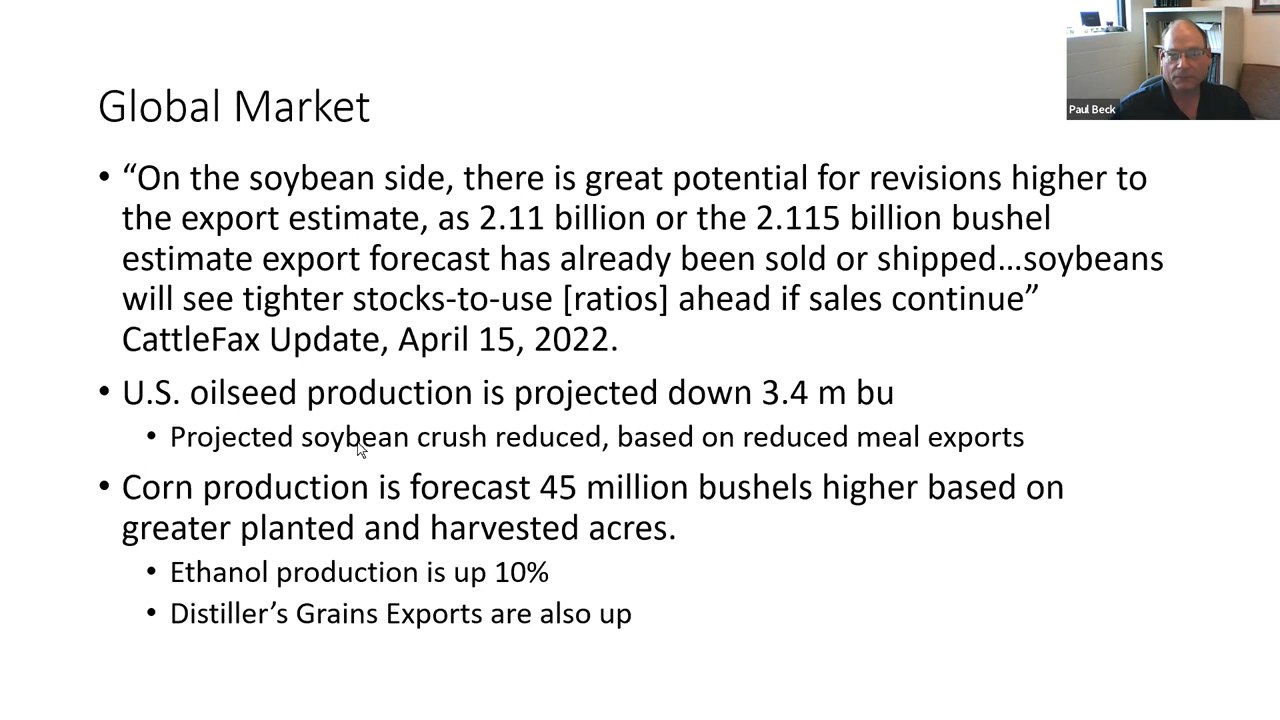 Paul Beck
Global Market
• “On the soybean side, there is great potential for revisions higher to
the export estimate, as 2.11 billion or the 2.115 billion bushel
estimate export forecast has already been sold or shipped…soybeans
will see tighter stocks-to-use [ratios] ahead if sales continue”
CattleFax Update, April 15, 2022.
• U.S. oilseed production is projected down 3.4 m bu
• Projected soybean crush reduced, based on reduced meal exports
• Corn production is forecast 45 million bushels higher based on
greater planted and harvested acres.
• Ethanol production is up 10%
• Distiller’s Grains Exports are also up